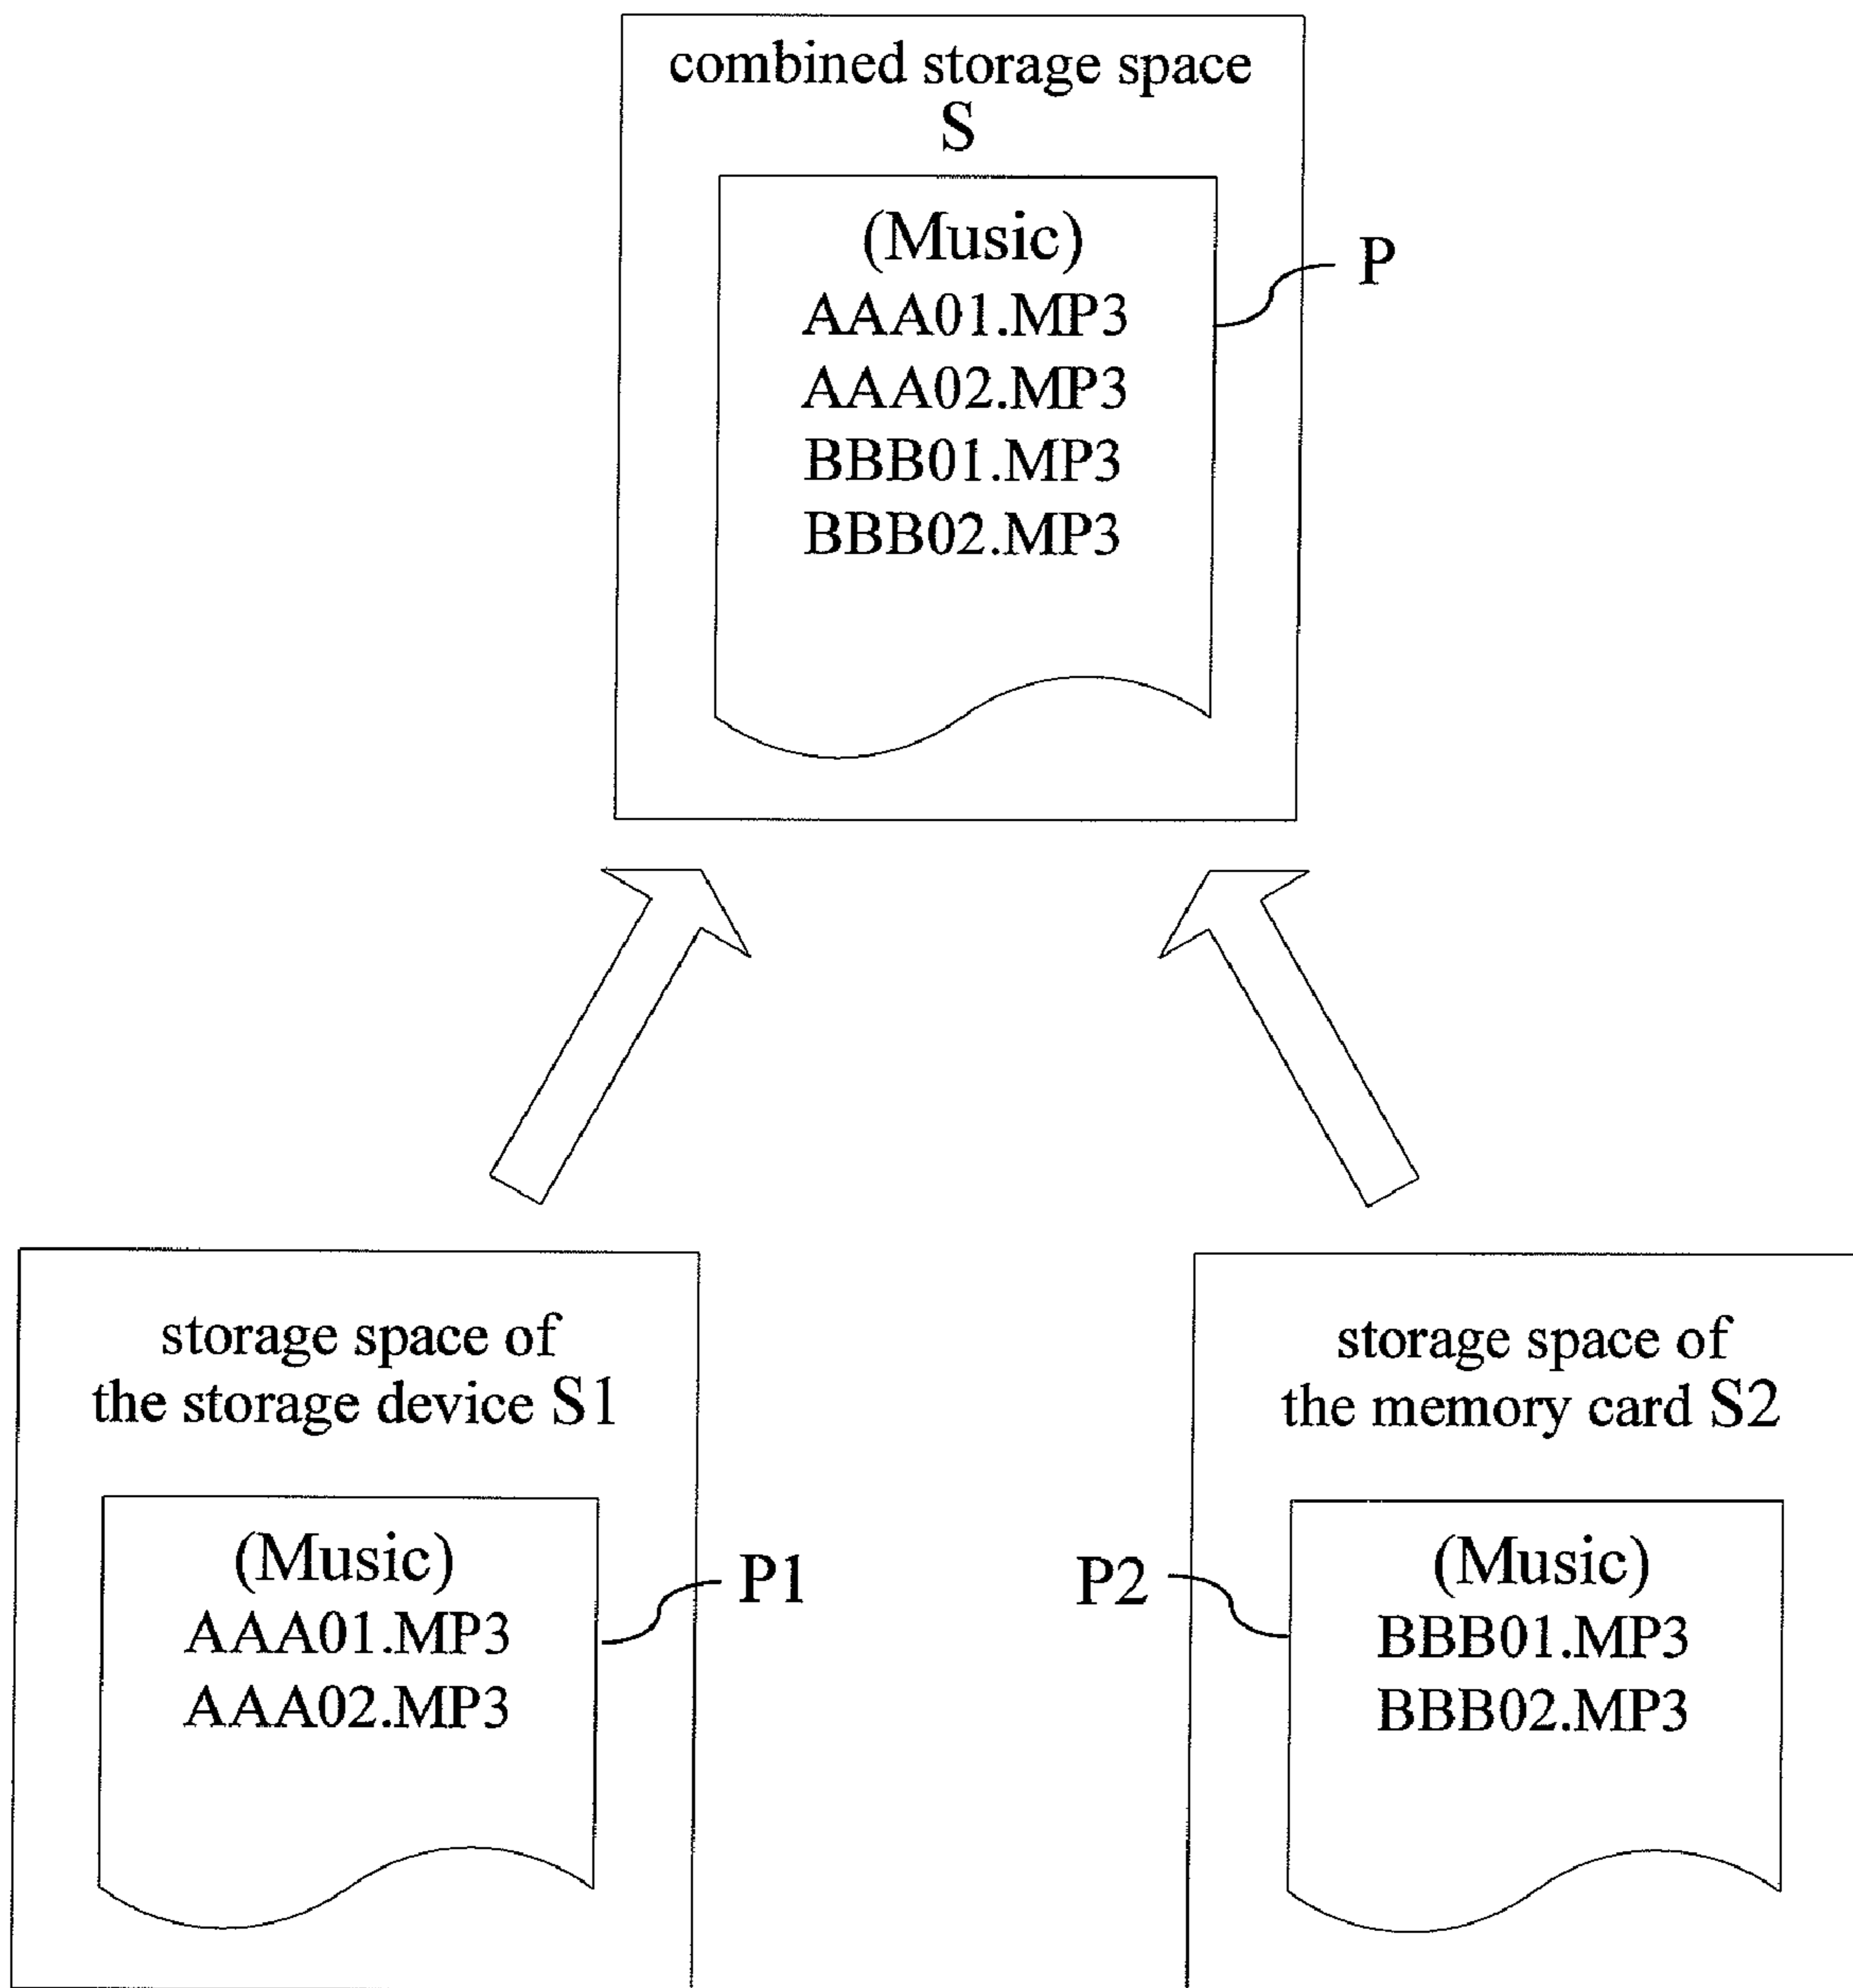 combined storage space
S
(Music)
AAA01.MP3
AAA02.MP3
BBB01.MP3
BBB02.MP3
P
storage space of
the storage device S1
(Music)
AAA01.MP3
AAA02.MP3
P1
storage space of
the memory card S2
P2
(Music)
BBB01.MP3
BBB02.MP3